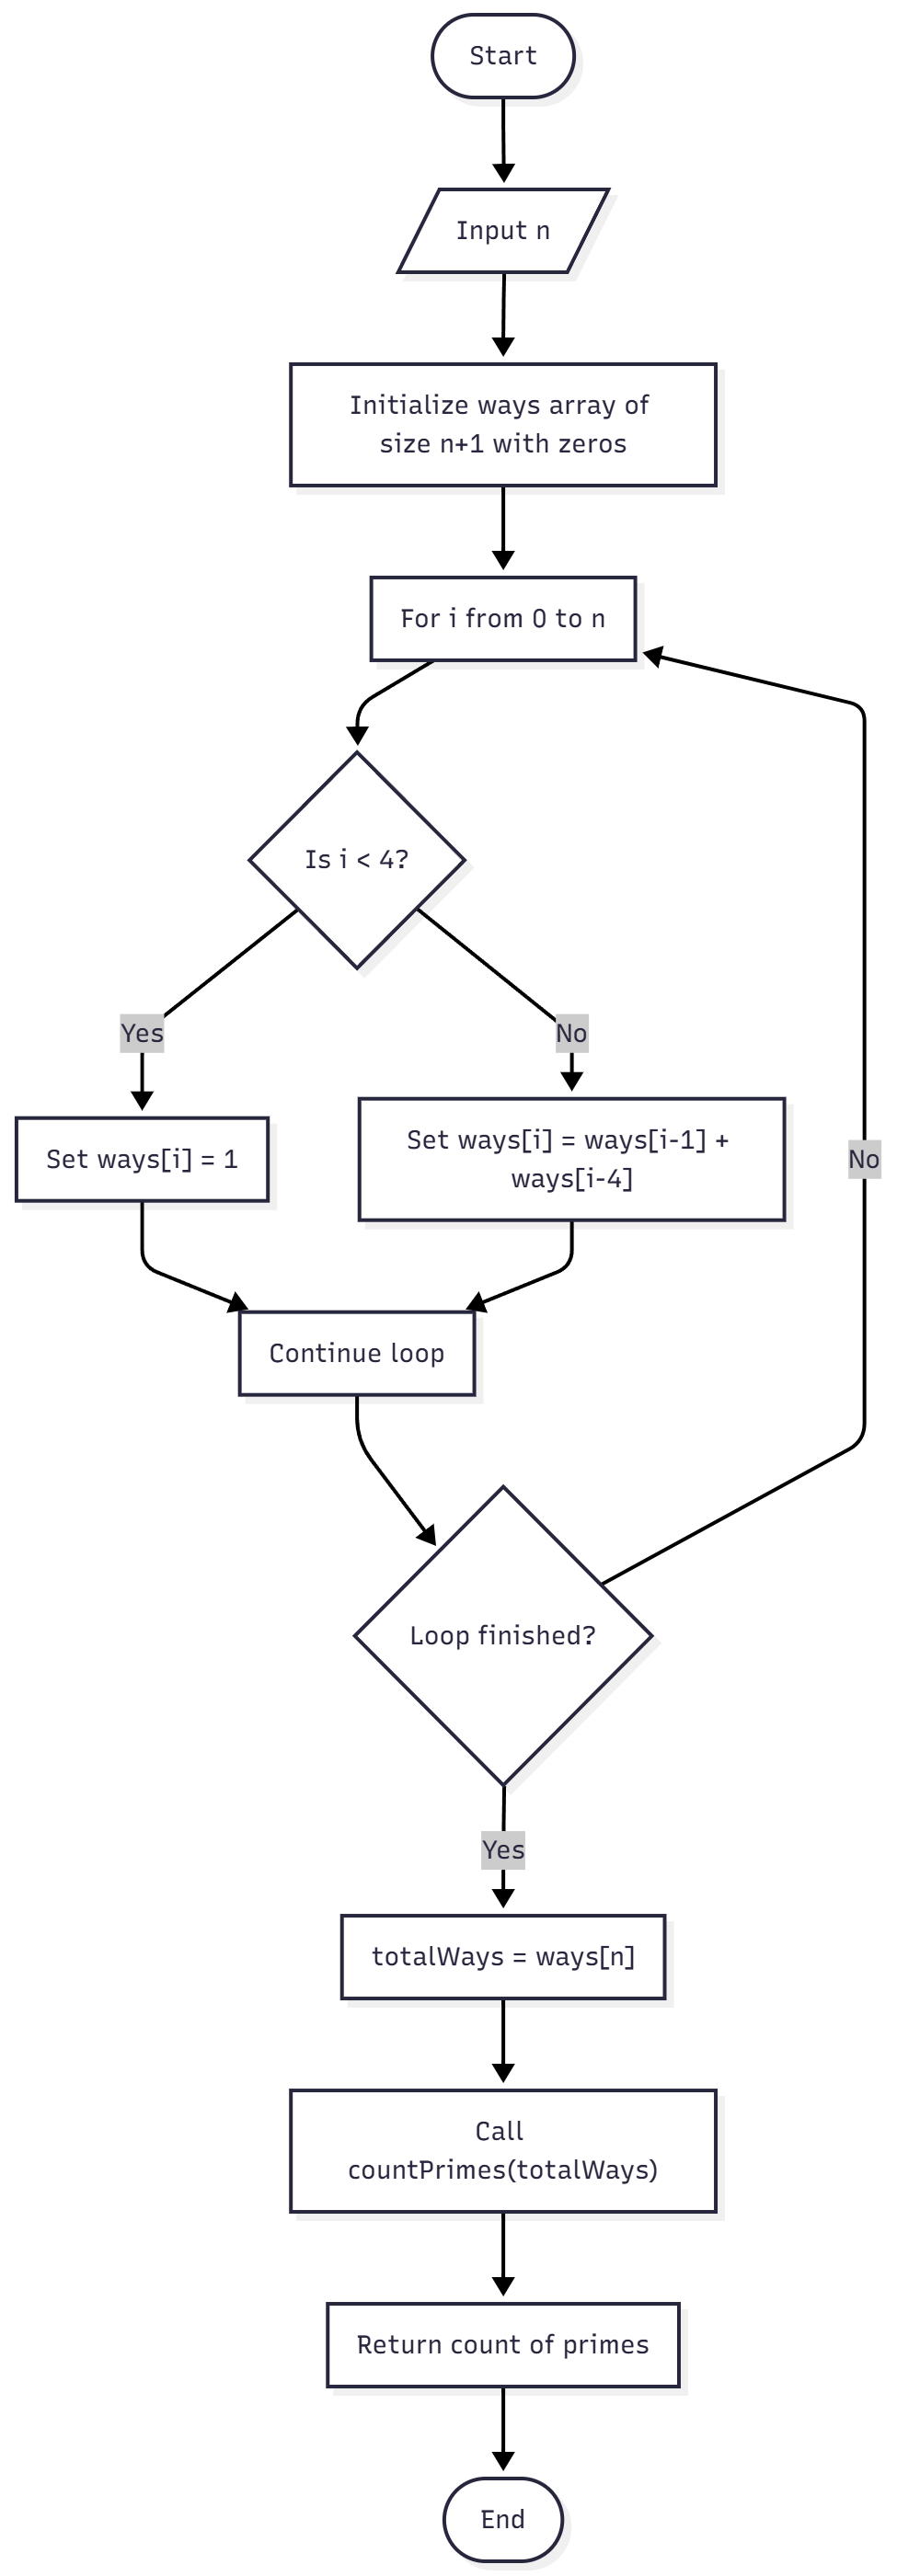 Start
Input n
Initialize ways array of
size n+1 with zeros
For i from 0 to n
Is i < 4?
Yes
No
Set ways[i] = 1
Set ways[i] = ways[i-1] +
ways[i-4]
No
Continue loop
Loop finished?
Yes
totalWays = ways[n]
Call
countPrimes(totalWays)
Return count of primes
End